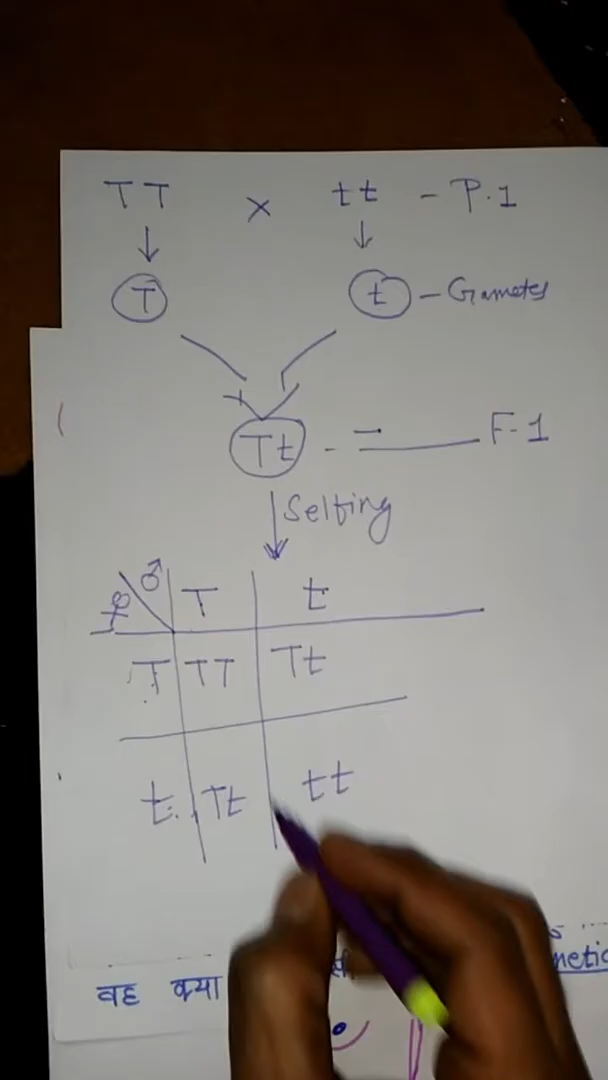 TT × tt - P.1
T t - Gametes
Tt - F-1
Selfing
♂ T t
♀
T TT Tt
t Tt tt
वह क्या